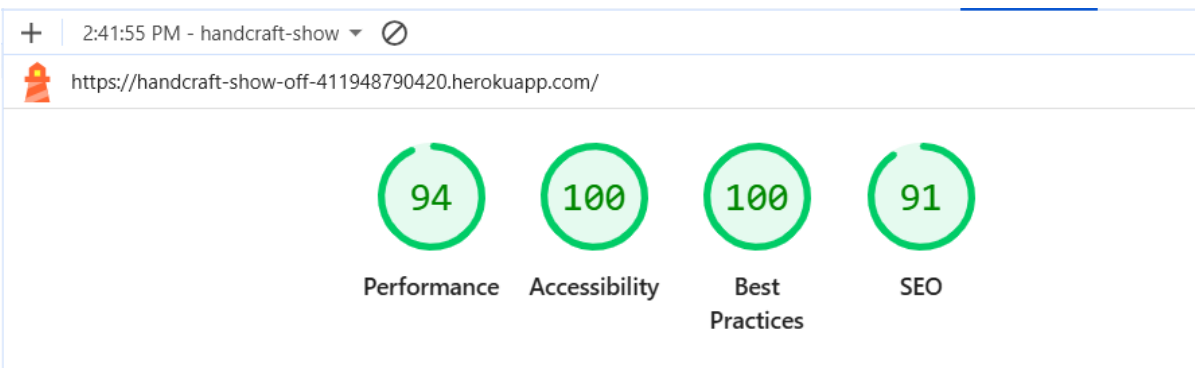 2:41:55 PM - handcraft-show
https://handcraft-show-off-411948790420.herokuapp.com/
94 100 100 91
Performance Accessibility Best Practices SEO